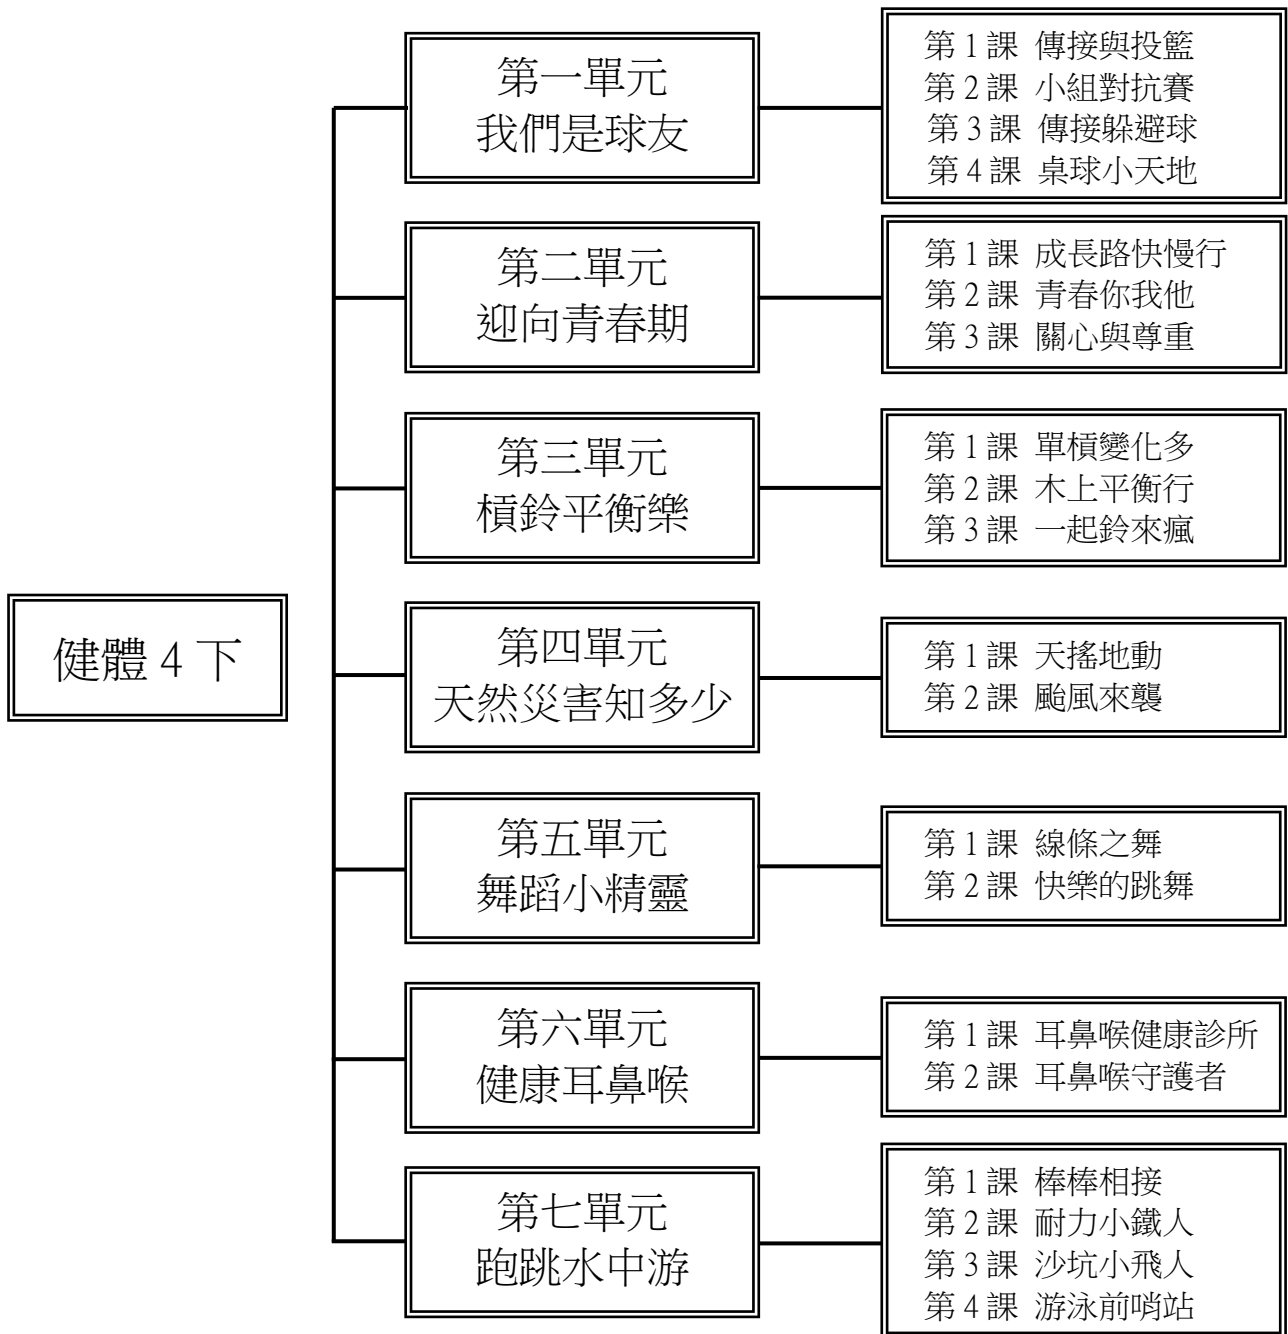 健體 4 下
第一單元
我們是球友
第 1 課 傳接與投籃
第 2 課 小組對抗賽
第 3 課 傳接躲避球
第 4 課 桌球小天地
第二單元
迎向青春期
第 1 課 成長路快慢行
第 2 課 青春你我他
第 3 課 關心與尊重
第三單元
槓鈴平衡樂
第 1 課 單槓變化多
第 2 課 木上平衡行
第 3 課 一起鈴來瘋
第四單元
天然災害知多少
第 1 課 天搖地動
第 2 課 颱風來襲
第五單元
舞蹈小精靈
第 1 課 線條之舞
第 2 課 快樂的跳舞
第六單元
健康耳鼻喉
第 1 課 耳鼻喉健康診所
第 2 課 耳鼻喉守護者
第七單元
跑跳水中游
第 1 課 棒棒相接
第 2 課 耐力小鐵人
第 3 課 沙坑小飛人
第 4 課 游泳前哨站